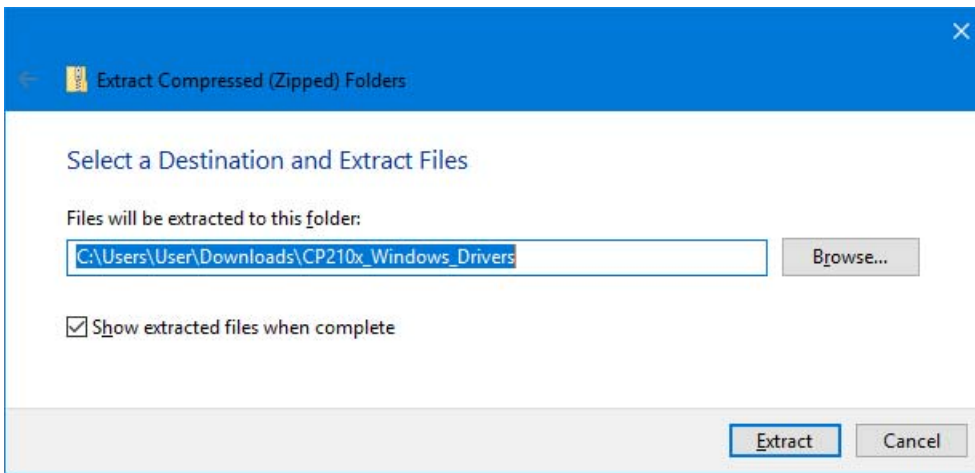 Extract Compressed (Zipped) Folders
Select a Destination and Extract Files
Files will be extracted to this folder:
C:\Users\User\Downloads\CP210x_Windows_Drivers
Browse...
Show extracted files when complete
Extract
Cancel